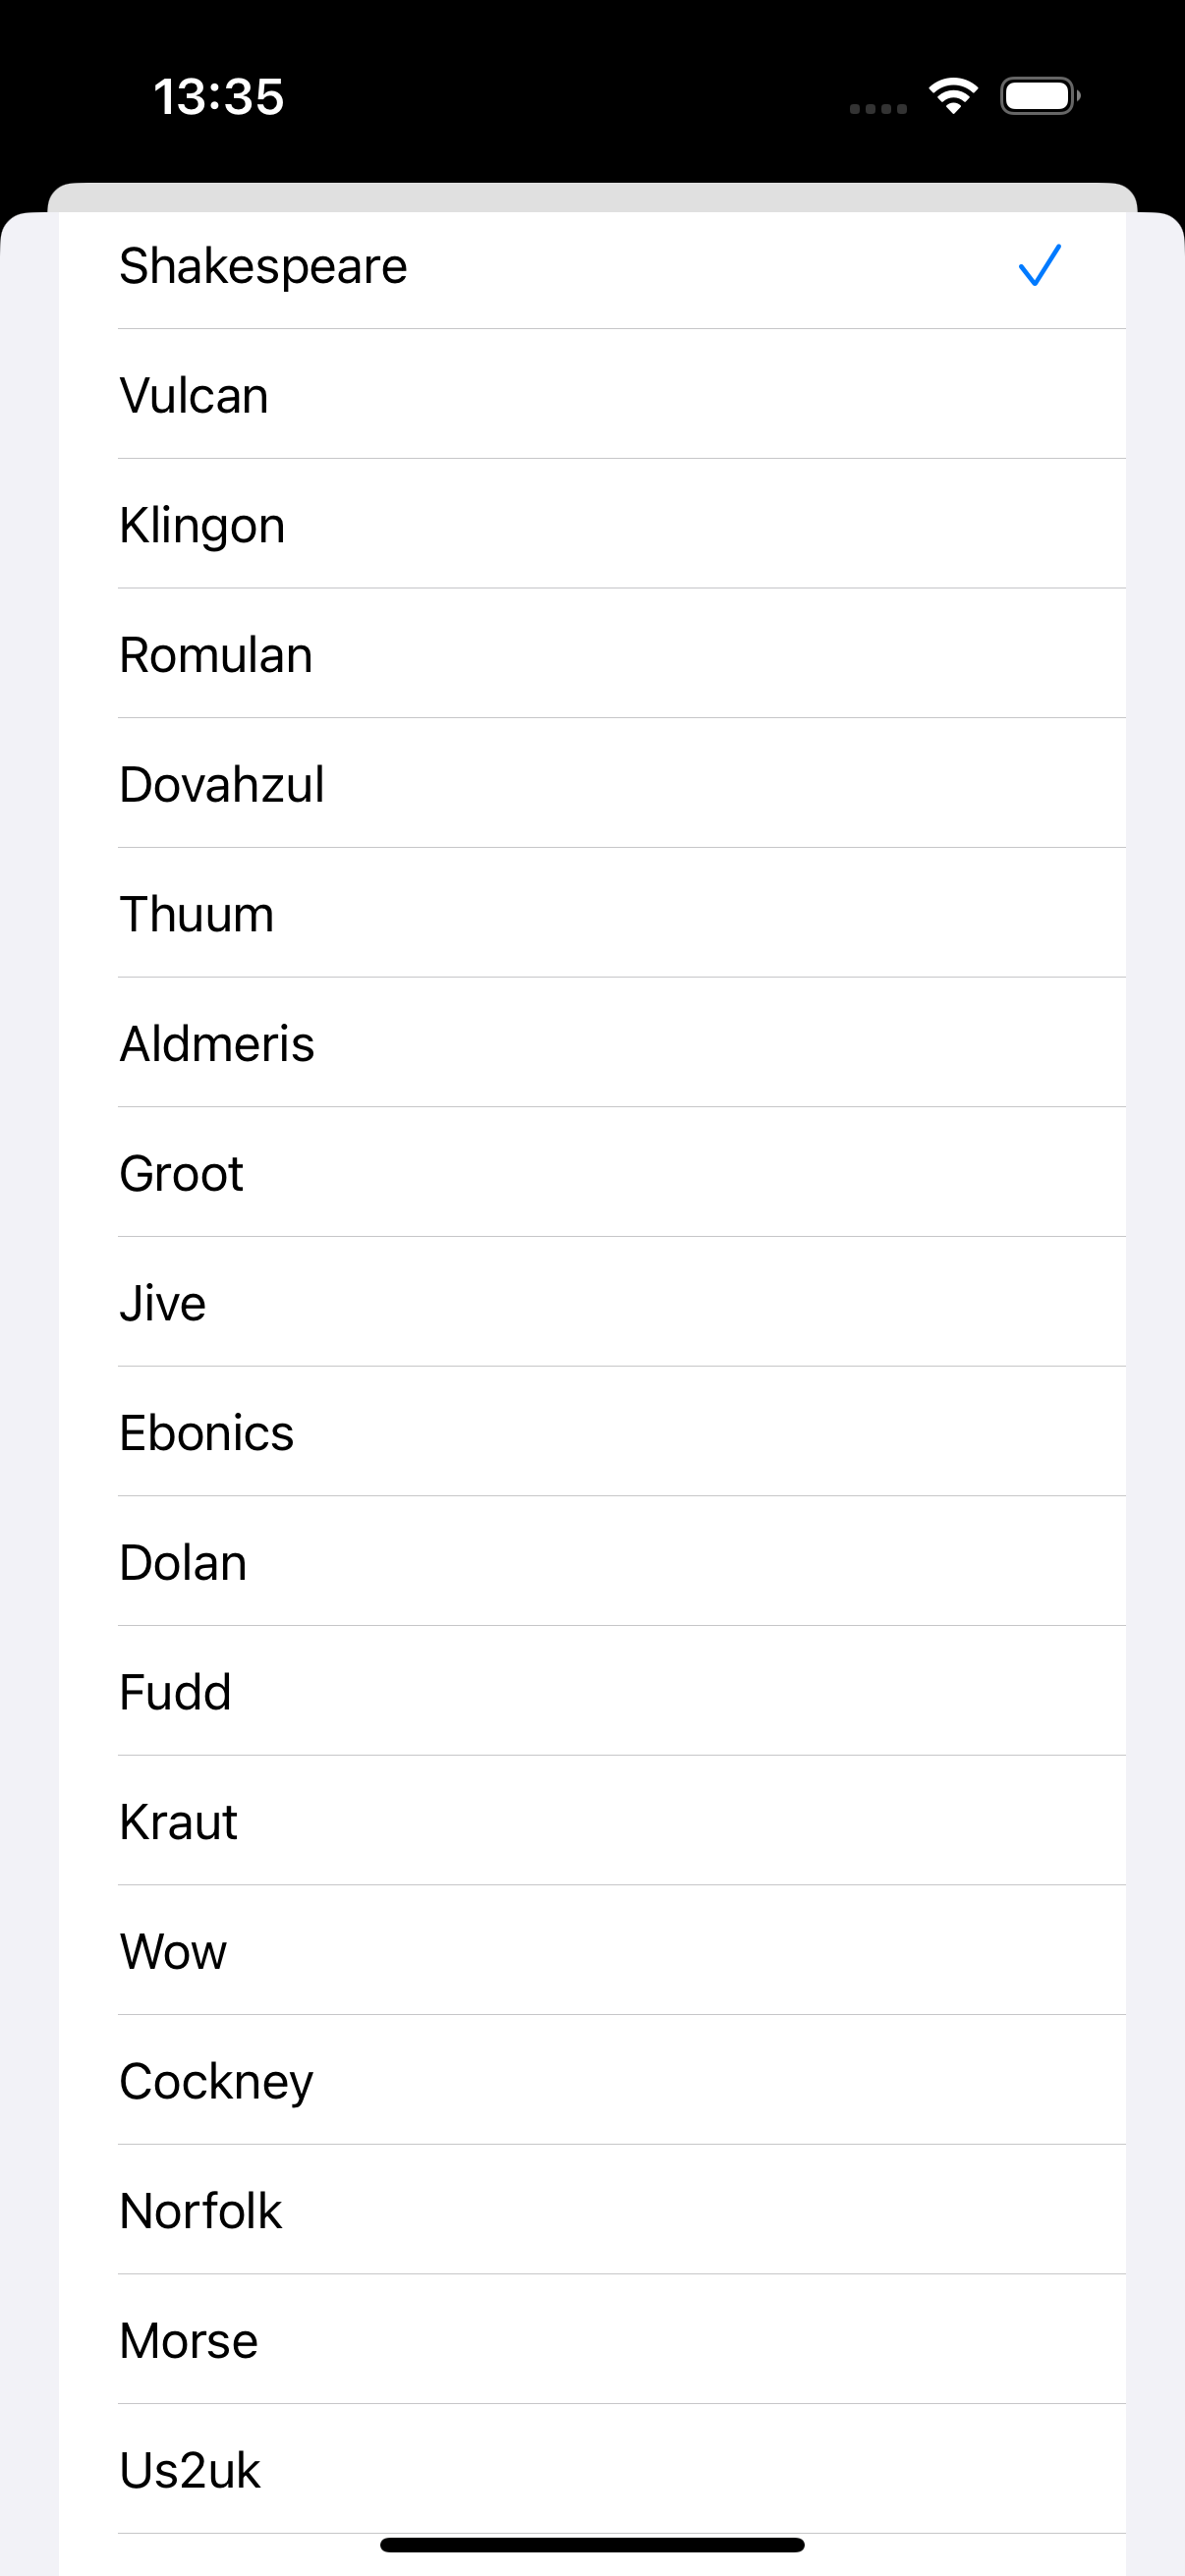 13:35
Shakespeare
Vulcan
Klingon
Romulan
Dovahzul
Thuum
Aldmeris
Groot
Jive
Ebonics
Dolan
Fudd
Kraut
Wow
Cockney
Norfolk
Morse
Us2uk